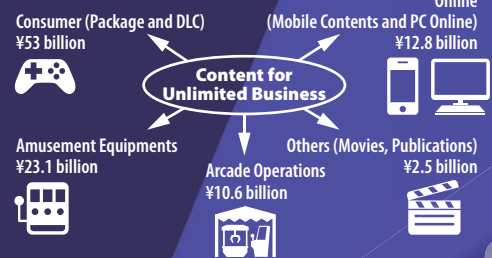 Online
Consumer (Package and DLC)
¥53 billion
(Mobile Contents and PC Online)
¥12.8 billion
Content for
Unlimited Business
Amusement Equipments
¥23.1 billion
Arcade Operations
¥10.6 billion
Others (Movies, Publications)
¥2.5 billion